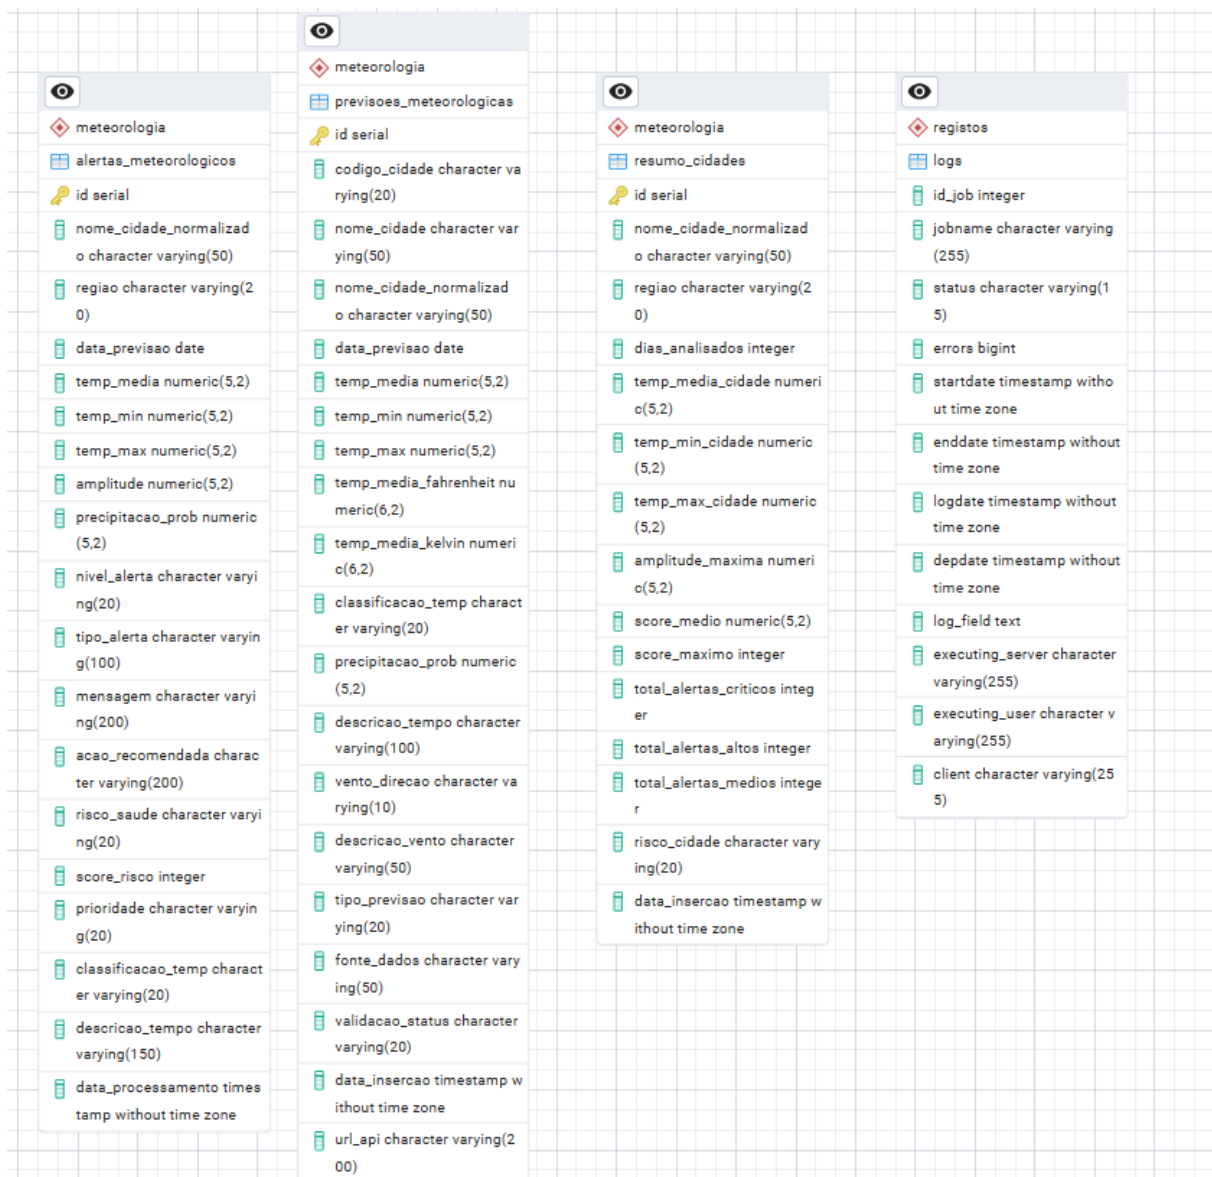 meteorologia
alertas_meteorologicos
id serial
nome_cidade_normalizad
o character varying(50)
regiao character varying(2
0)
data_previsao date
temp_media numeric(5,2)
temp_min numeric(5,2)
temp_max numeric(5,2)
amplitude numeric(5,2)
precipitacao_prob numeric
(5,2)
nivel_alerta character varyi
ng(20)
tipo_alerta character varyin
g(100)
mensagem character varyi
ng(200)
acao_recomendada charac
ter varying(200)
risco_saude character varyi
ng(20)
score_risco integer
prioridade character varyin
g(20)
classificacao_temp charact
er varying(20)
descricao_tempo character
varying(150)
data_processamento times
tamp without time zone
meteorologia
previsoes_meteorologicas
id serial
codigo_cidade character va
rying(20)
nome_cidade character var
ying(50)
nome_cidade_normalizad
o character varying(50)
data_previsao date
temp_media numeric(5,2)
temp_min numeric(5,2)
temp_max numeric(5,2)
temp_media_fahrenheit nu
meric(6,2)
temp_media_kelvin numeri
c(6,2)
classificacao_temp charact
er varying(20)
precipitacao_prob numeric
(5,2)
descricao_tempo character
varying(100)
vento_direcao character va
rying(10)
descricao_vento character
varying(50)
tipo_previsao character var
ying(20)
fonte_dados character vary
ing(50)
validacao_status character
varying(20)
data_insercao timestamp w
ithout time zone
url_api character varying(2
00)
meteorologia
resumo_cidades
id serial
nome_cidade_normalizad
o character varying(50)
regiao character varying(2
0)
dias_analisados integer
temp_media_cidade numeri
c(5,2)
temp_min_cidade numeric
(5,2)
temp_max_cidade numeric
(5,2)
amplitude_maxima numeri
c(5,2)
score_medio numeric(5,2)
score_maximo integer
total_alertas_criticos integ
er
total_alertas_altos integer
total_alertas_medios intege
r
risco_cidade character vary
ing(20)
data_insercao timestamp w
ithout time zone
registos
logs
id_job integer
jobname character varying
(255)
status character varying(1
5)
errors bigint
startdate timestamp witho
ut time zone
enddate timestamp without
time zone
logdate timestamp without
time zone
depdate timestamp without
time zone
log_field text
executing_server character
varying(255)
executing_user character v
arying(255)
client character varying(25
5)